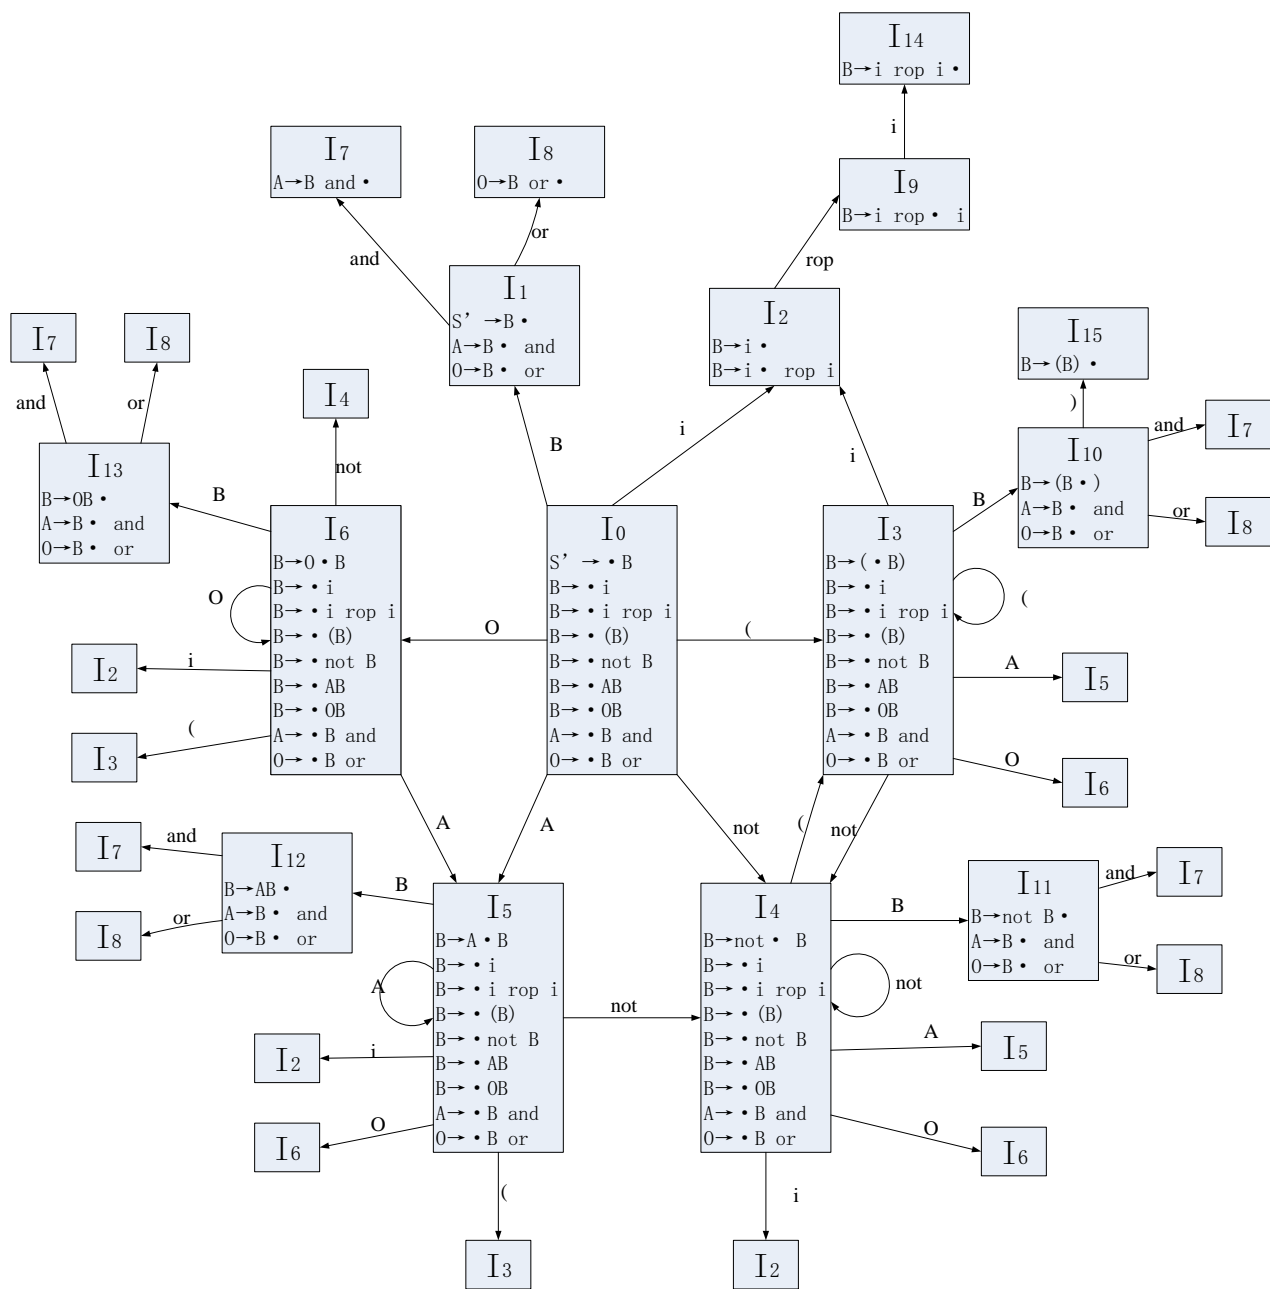 I14
B→i rop i •
i
I7
A→B and •
I8
O→B or •
I9
B→i rop • i
and
or
rop
I1
S' →B •
A→B • and
O→B • or
I2
B→i •
B→i • rop i
I7
I8
I15
B→(B) •
and
or
I4
)
I13
B→OB •
A→B • and
O→B • or
not
B
B
i
i
B
I10
B→(B • )
A→B • and
O→B • or
and
I7
or
I8
I6
B→O • B
B→ • i
B→ • i rop i
B→ • (B)
B→ • not B
B→ • AB
B→ • OB
A→ • B and
O→ • B or
O
I0
S' → • B
B→ • i
B→ • i rop i
B→ • (B)
B→ • not B
B→ • AB
B→ • OB
A→ • B and
O→ • B or
O
(
I3
B→( • B)
B→ • i
B→ • i rop i
B→ • (B)
B→ • not B
B→ • AB
B→ • OB
A→ • B and
O→ • B or
(
i
I2
(
I3
A
I5
O
I6
A
A
not
(
not
I7
and
I8
or
I12
B→AB •
A→B • and
O→B • or
B
I5
B→A • B
B→ • i
B→ • i rop i
B→ • (B)
B→ • not B
B→ • AB
B→ • OB
A→ • B and
O→ • B or
A
not
I4
B→not • B
B→ • i
B→ • i rop i
B→ • (B)
B→ • not B
B→ • AB
B→ • OB
A→ • B and
O→ • B or
not
B
I11
B→not B •
A→B • and
O→B • or
and
I7
or
I8
i
I2
O
I6
A
I5
O
I6
(
I3
i
I2